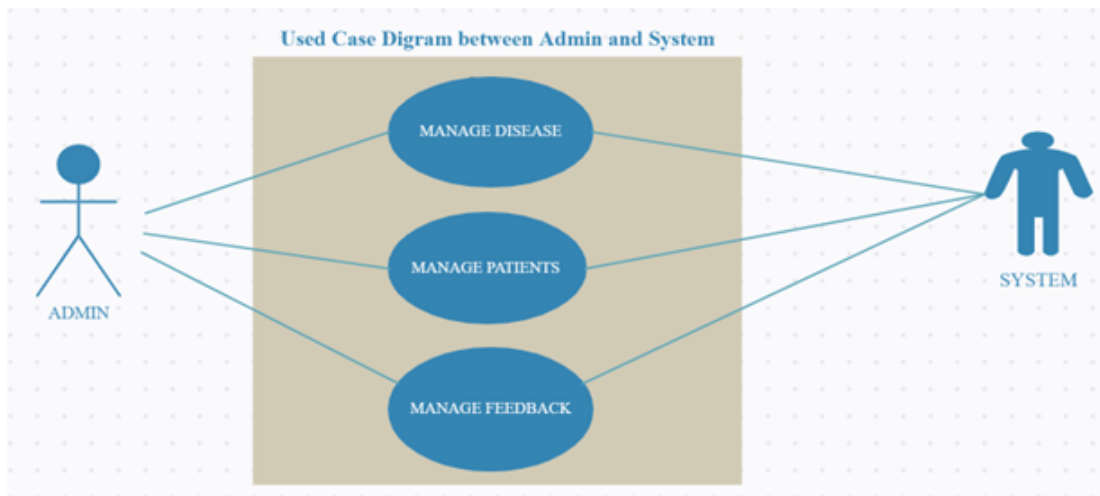 Used Case Digram between Admin and System
MANAGE DISEASE
MANAGE PATIENTS
MANAGE FEEDBACK
ADMIN
SYSTEM